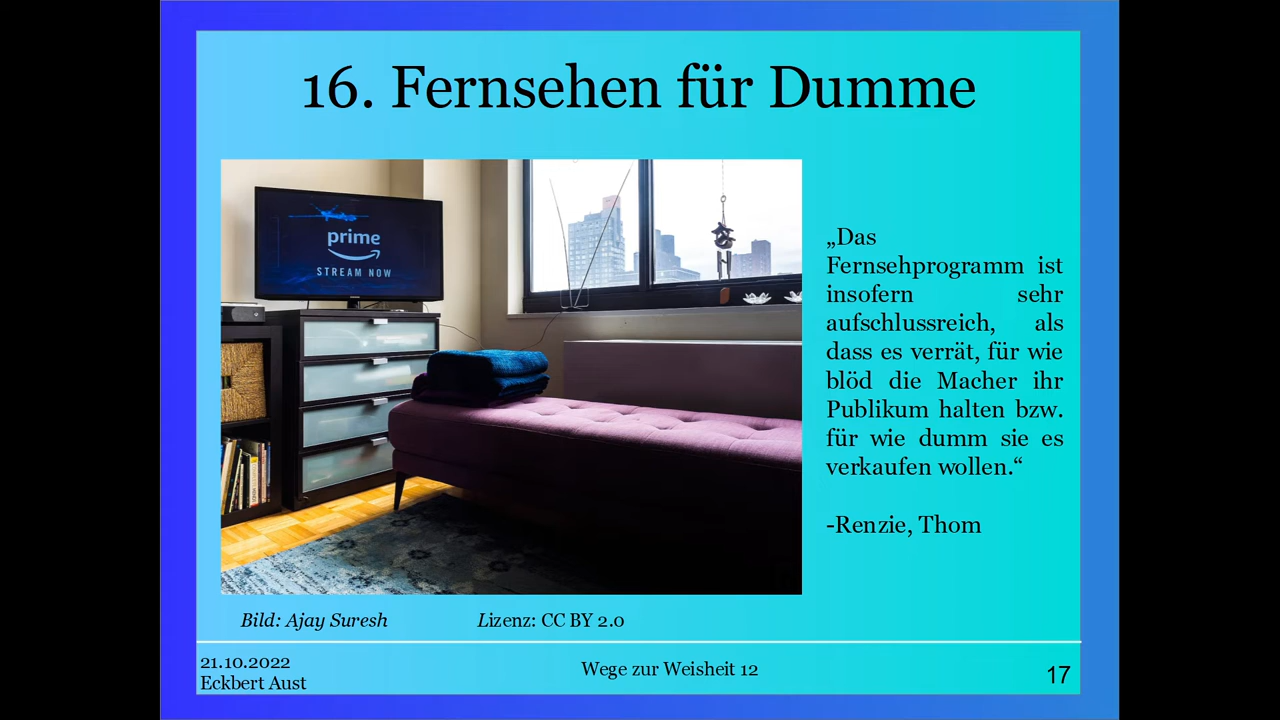 16. Fernsehen für Dumme
prime
STREAM NOW
„Das
Fernsehprogramm ist
insofern sehr
aufschlussreich, als
dass es verrät, für wie
blöd die Macher ihr
Publikum halten bzw.
für wie dumm sie es
verkaufen wollen.“
-Renzie, Thom
Bild: Ajay Suresh Lizenz: CC BY 2.0
21.10.2022
Eckbert Aust
Wege zur Weisheit 12
17